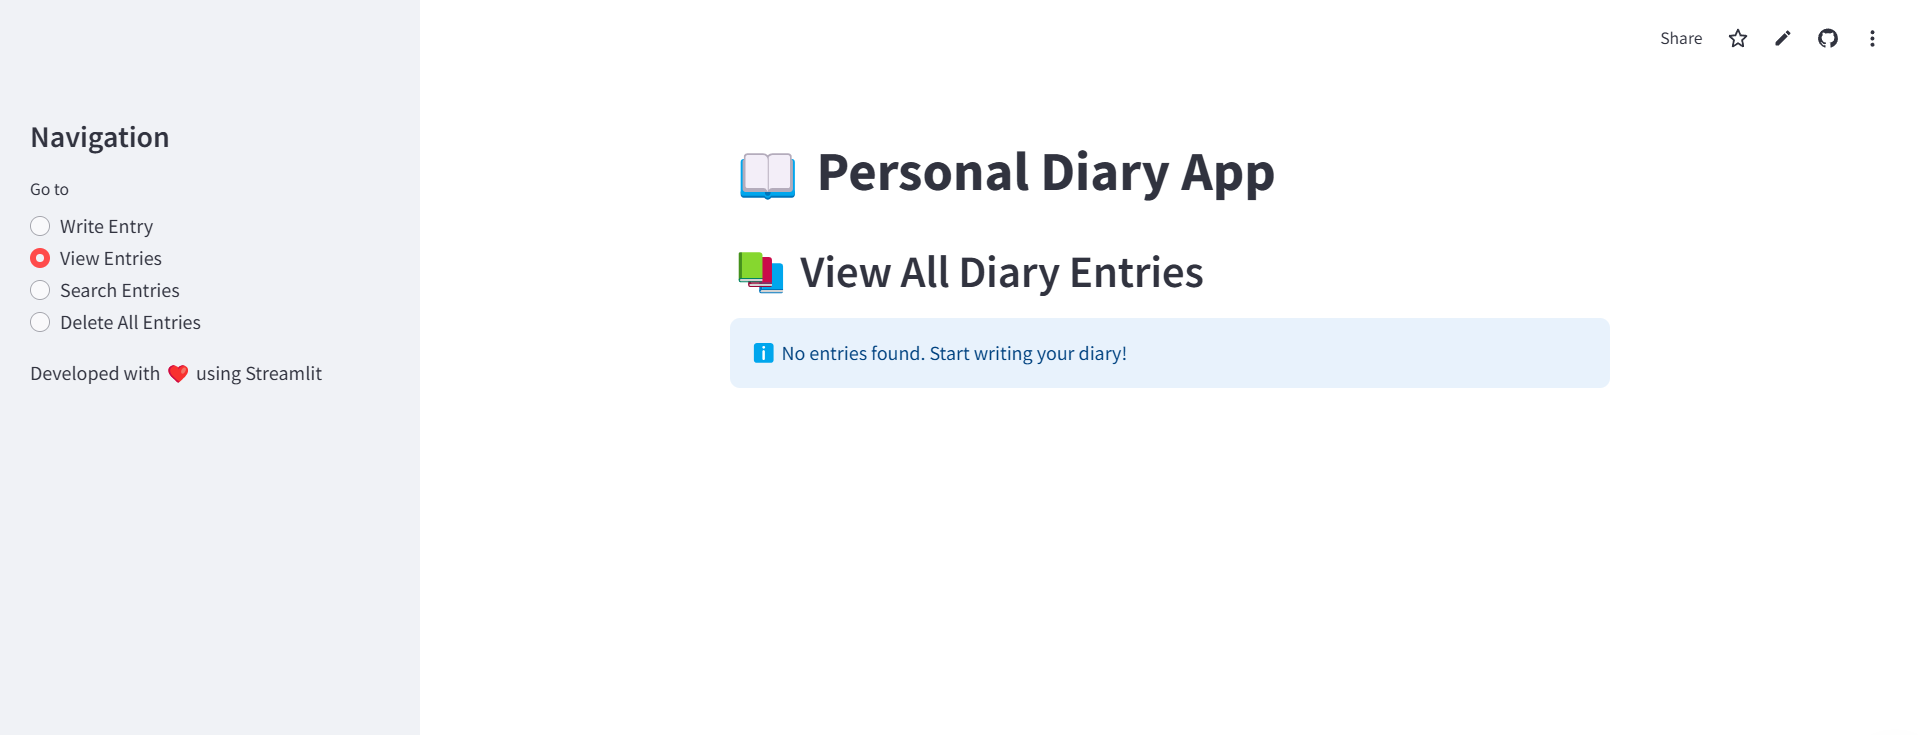 Share
Navigation
Go to
Write Entry
View Entries
Search Entries
Delete All Entries
Developed with ❤️ using Streamlit
📖 Personal Diary App
📚 View All Diary Entries
ℹ️ No entries found. Start writing your diary!